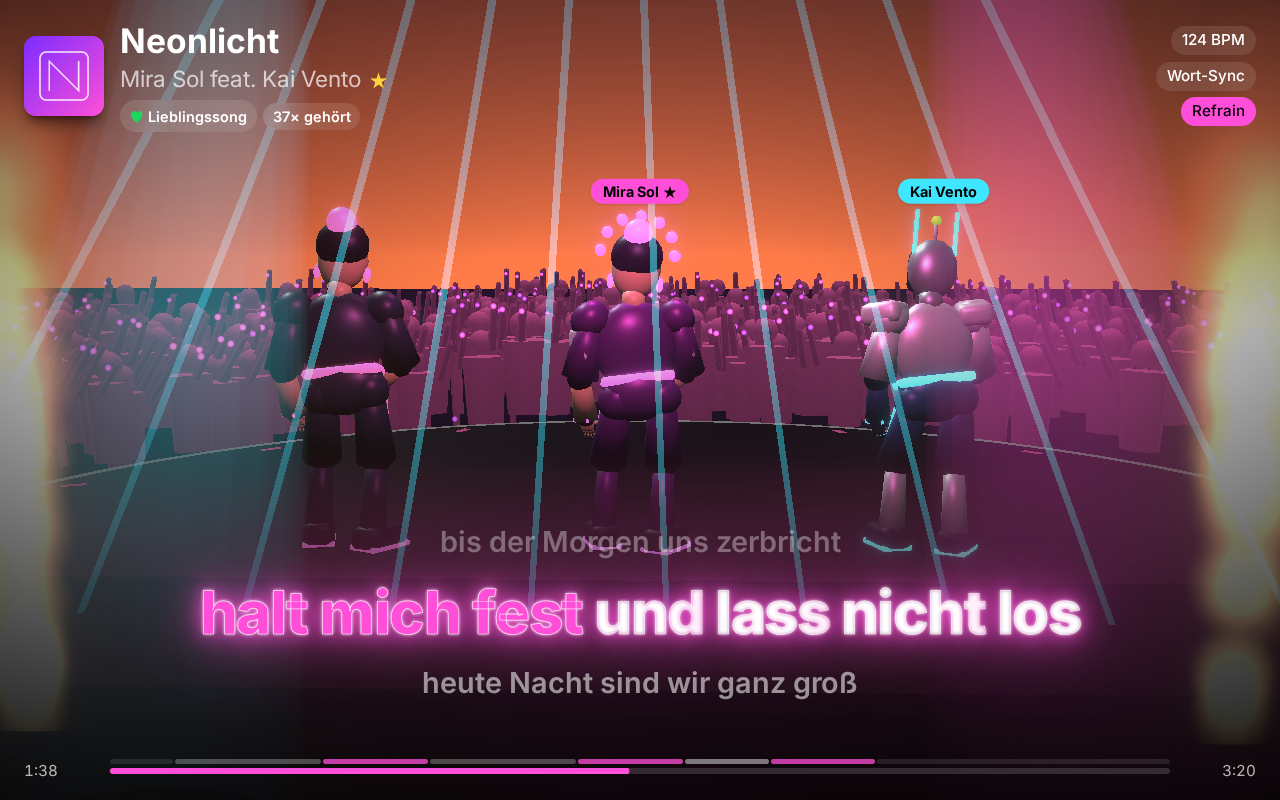 N
Neonlicht
Mira Sol feat. Kai Vento ★
Lieblingssong
37× gehört
124 BPM
Wort-Sync
Refrain
Mira Sol ★
Kai Vento
bis der Morgen uns zerbricht
halt mich fest und lass nicht los
heute Nacht sind wir ganz groß
1:38
3:20